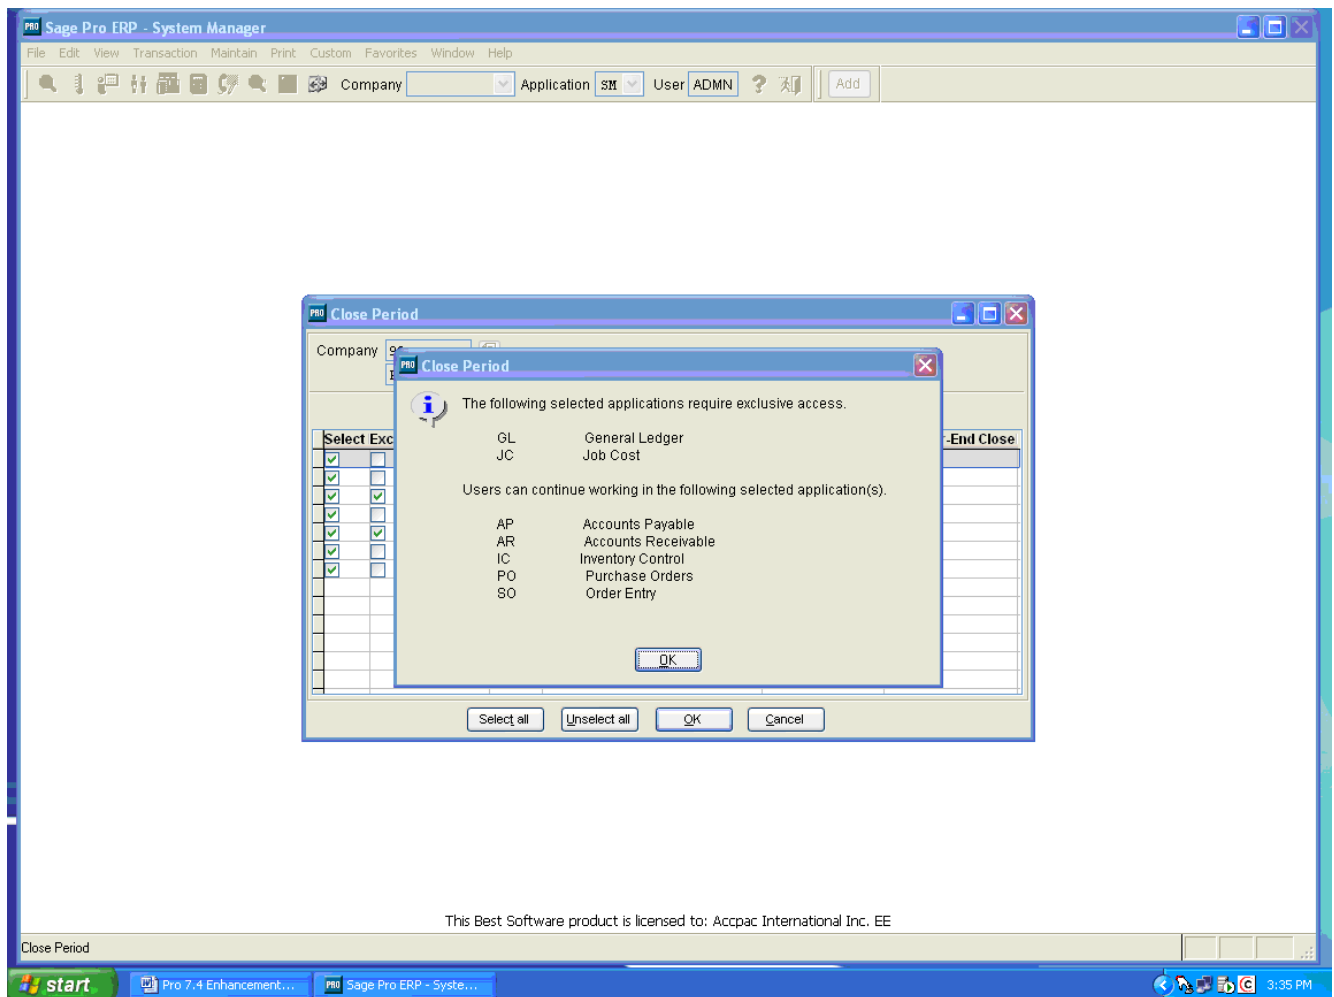 PRO Sage Pro ERP - System Manager
File Edit View Transaction Maintain Print Custom Favorites Window Help
Company Application SM User ADMN ? Add
PRO Close Period
Company
PRO Close Period
The following selected applications require exclusive access.
GL General Ledger
JC Job Cost
Users can continue working in the following selected application(s).
AP Accounts Payable
AR Accounts Receivable
IC Inventory Control
PO Purchase Orders
SO Order Entry
OK
Select Exc -End Close
Select all Unselect all OK Cancel
This Best Software product is licensed to: Accpac International Inc. EE
Close Period
start Pro 7.4 Enhancement... PRO Sage Pro ERP - Syste... 3:35 PM